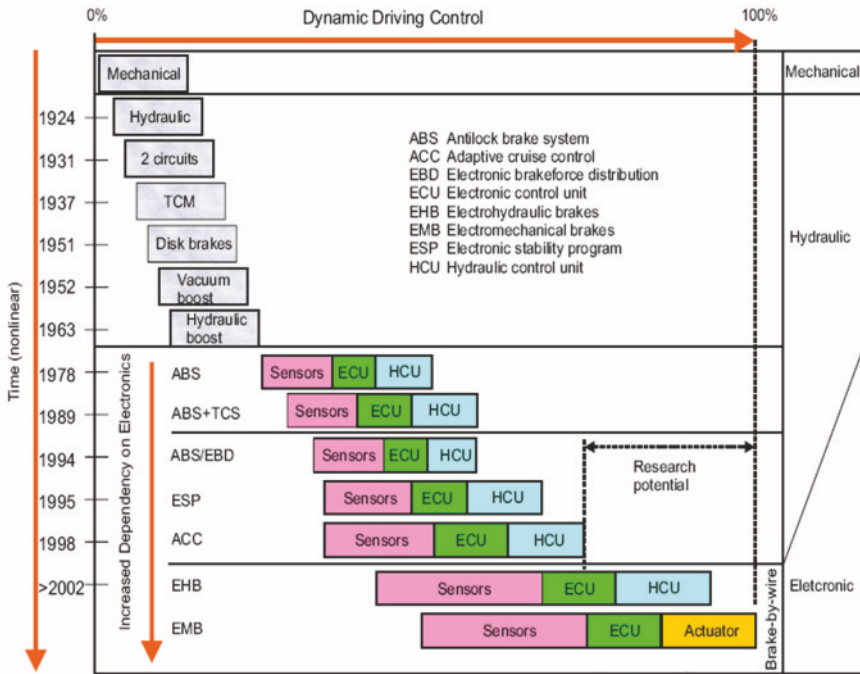 0%
Dynamic Driving Control
100%
Time (nonlinear)
Mechanical
Mechanical
1924
Hydraulic
1931
2 circuits
1937
TCM
1951
Disk brakes
1952
Vacuum
boost
1963
Hydraulic
boost
ABS Antilock brake system
ACC Adaptive cruise control
EBD Electronic brakeforce distribution
ECU Electronic control unit
EHB Electrohydraulic brakes
EMB Electromechanical brakes
ESP Electronic stability program
HCU Hydraulic control unit
Hydraulic
Increased Dependency on Electronics
1978
ABS
Sensors
ECU
HCU
1989
ABS+TCS
Sensors
ECU
HCU
1994
ABS/EBD
Sensors
ECU
HCU
Research
potential
1995
ESP
Sensors
ECU
HCU
1998
ACC
Sensors
ECU
HCU
>2002
EHB
Sensors
ECU
HCU
EMB
Sensors
ECU
Actuator
Brake-by-wire
Eletcronic